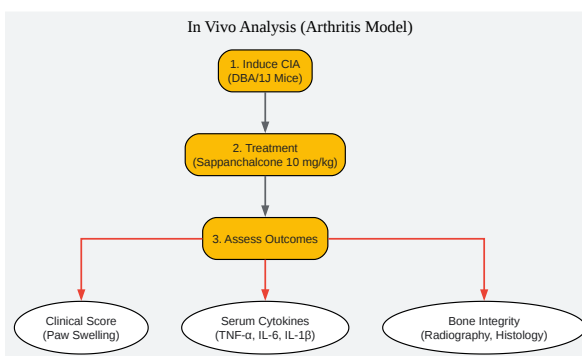 In Vivo Analysis (Arthritis Model)
1. Induce CIA
(DBA/1J Mice)
2. Treatment
(Sappanchalcone 10 mg/kg)
3. Assess Outcomes
Clinical Score
(Paw Swelling)
Serum Cytokines
(TNF-α, IL-6, IL-1β)
Bone Integrity
(Radiography, Histology)